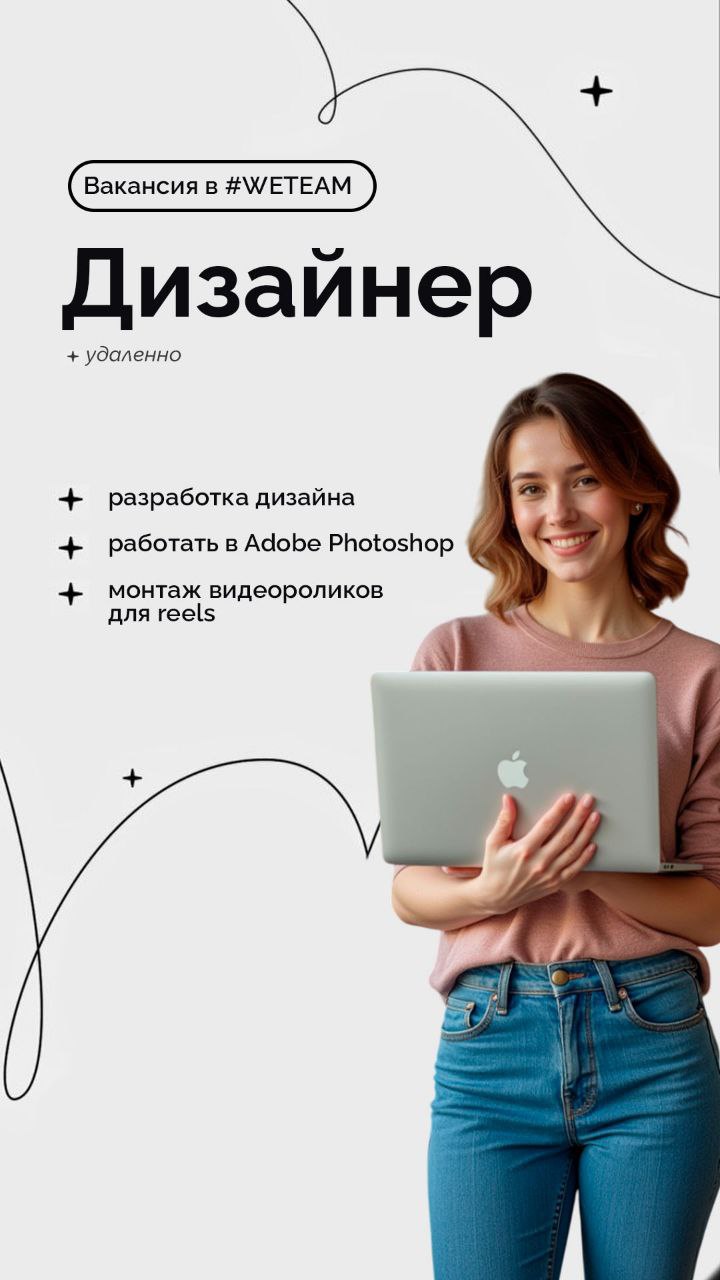 Вакансия в #WETEAM
Дизайнер
+ удаленно
разработка дизайна
работать в Adobe Photoshop
монтаж видеороликов
для reels